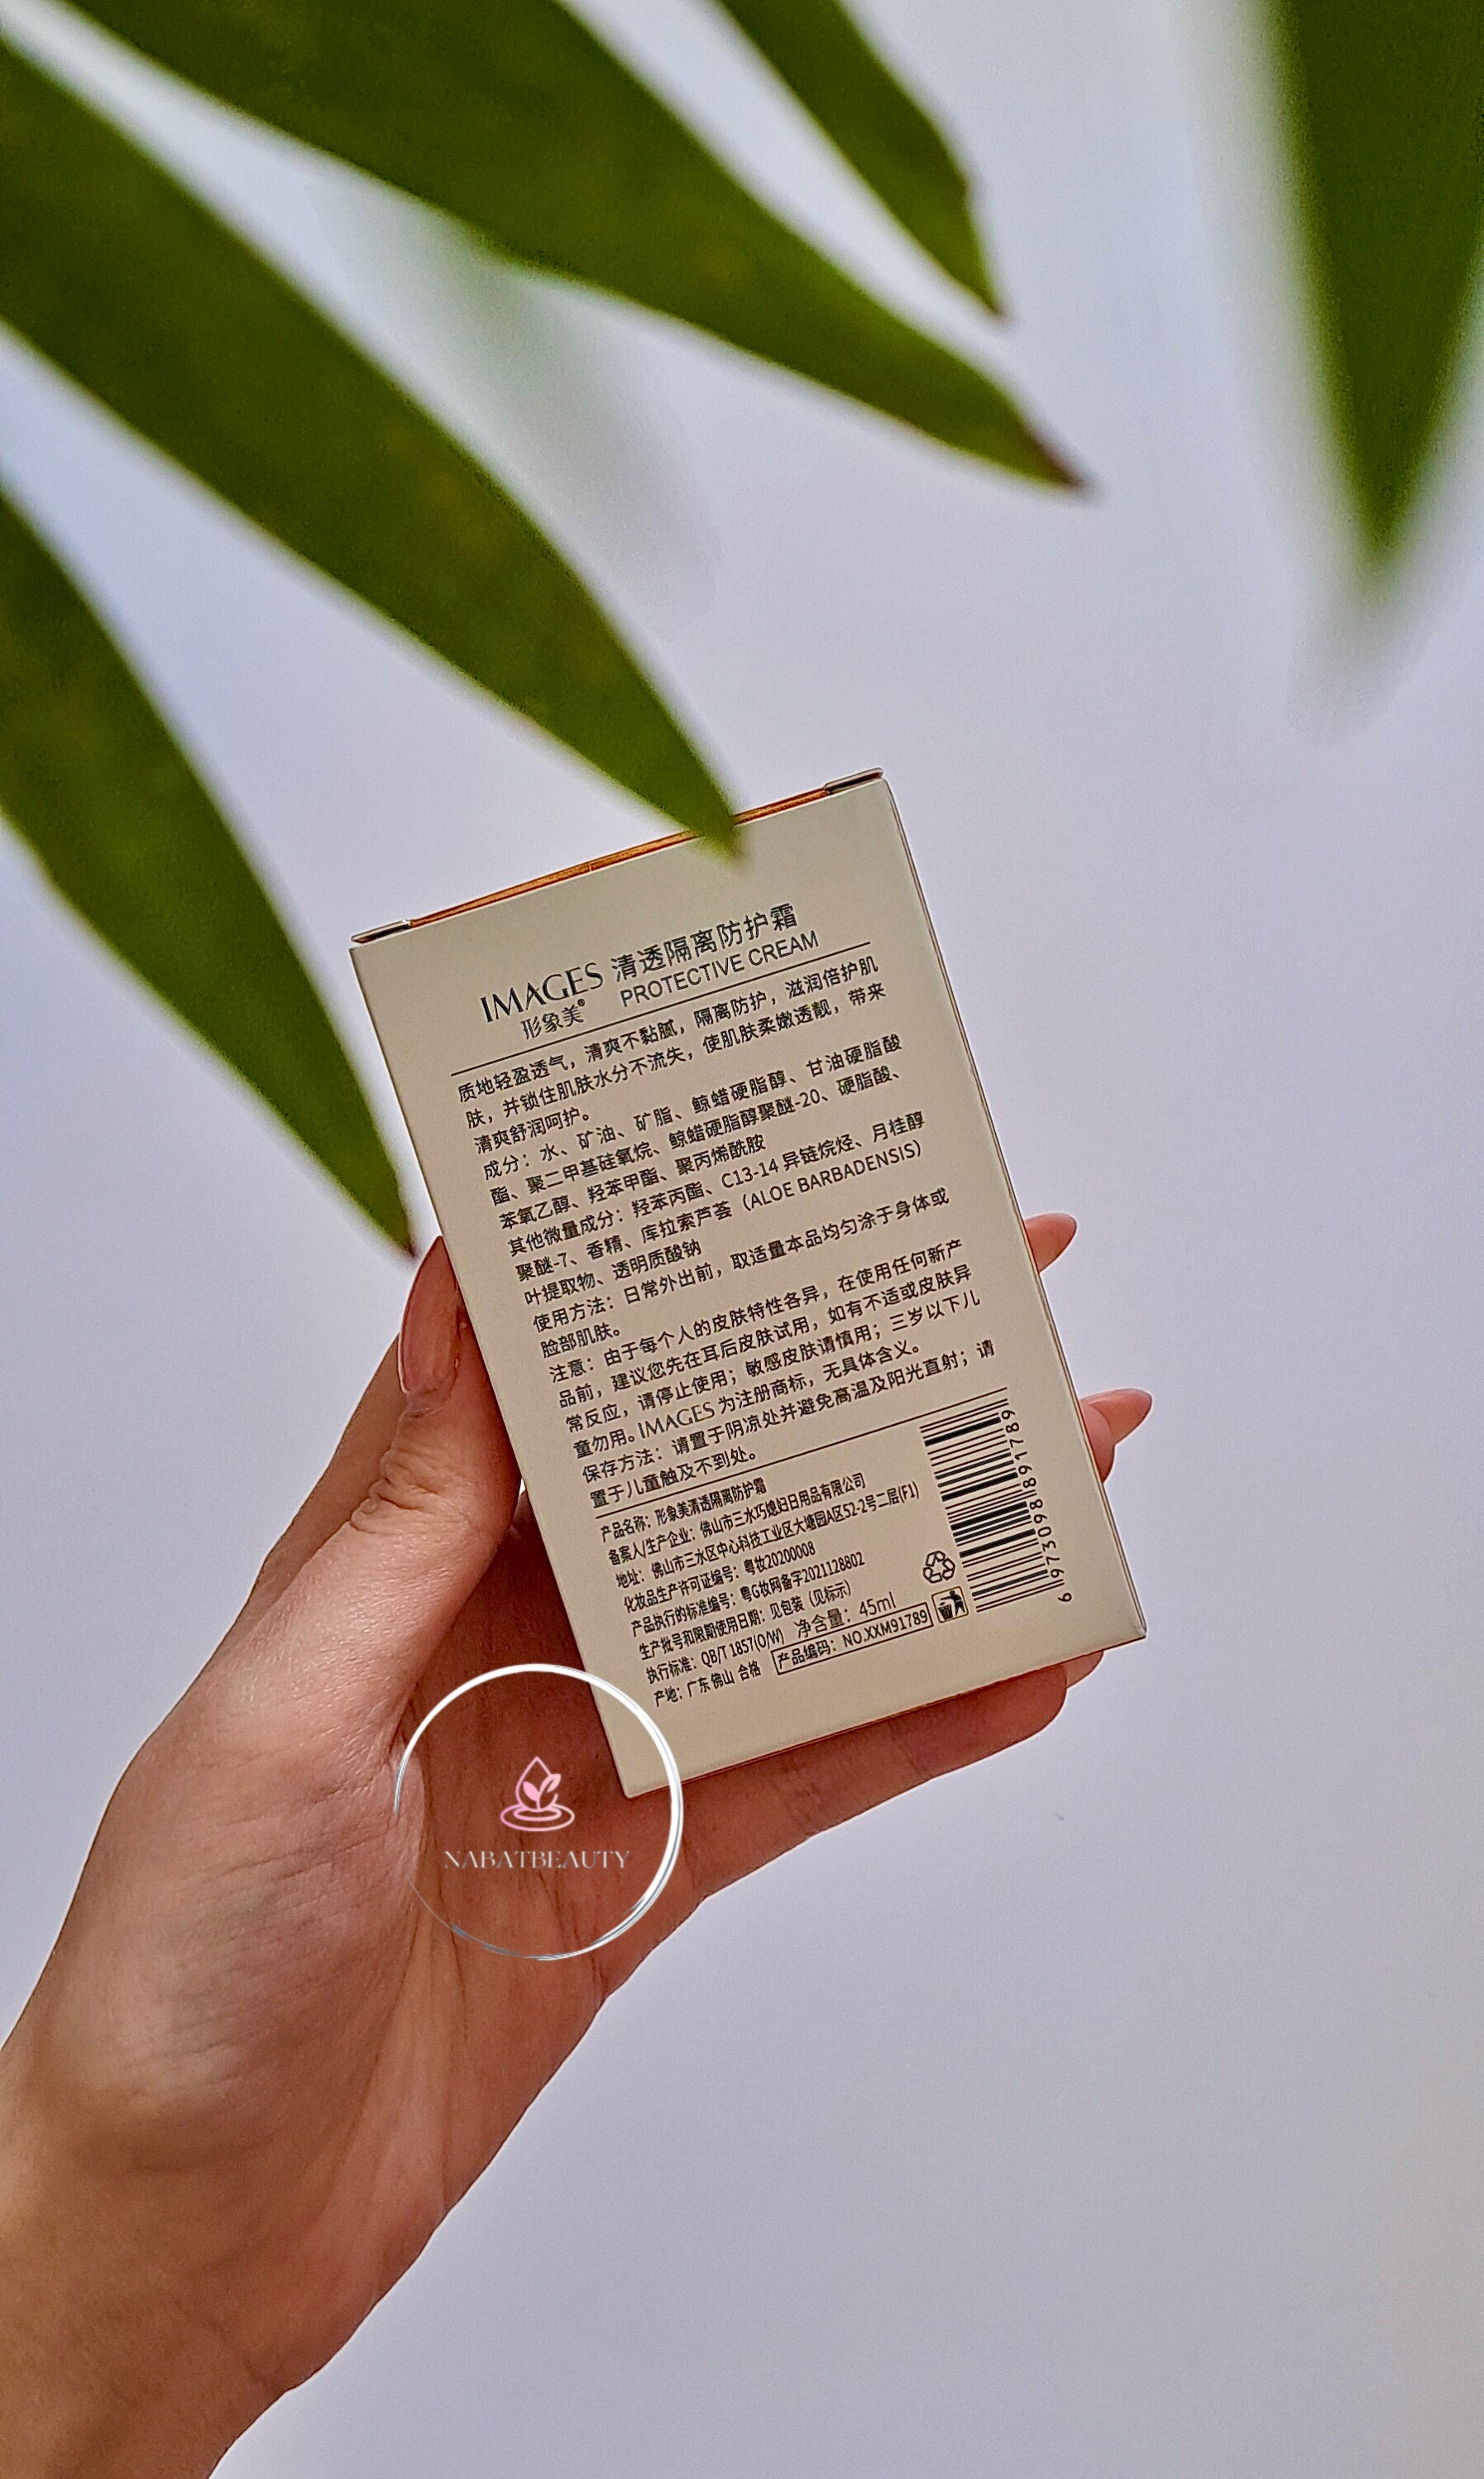 IMAGES 清透隔离防护霜
形象美® PROTECTIVE CREAM
质地轻盈透气，清爽不黏腻，隔离防护，滋润倍护肌
肤，并锁住肌肤水分不流失，使肌肤柔嫩透靓，带来
清爽舒润呵护。
成分：水、矿油、矿脂、鲸蜡硬脂醇、甘油硬脂酸
酯、聚二甲基硅氧烷、鲸蜡硬脂醇聚醚-20、硬脂酸、
苯氧乙醇、羟苯甲酯、聚丙烯酰胺
其他微量成分：羟苯丙酯、C13-14 异链烷烃、月桂醇
聚醚-7、香精、库拉索芦荟（ALOE BARBADENSIS）
叶提取物、透明质酸钠
使用方法：日常外出前，取适量本品均匀涂于身体或
脸部肌肤。
注意：由于每个人的皮肤特性各异，在使用任何新产
品前，建议您先在耳后皮肤试用，如有不适或皮肤异
常反应，请停止使用；敏感皮肤请慎用；三岁以下儿
童勿用。IMAGES 为注册商标，无具体含义。
保存方法：请置于阴凉处并避免高温及阳光直射；请
置于儿童触及不到处。
产品名称：形象美清透隔离防护霜
备案人/生产企业：佛山市三水巧媳妇日用品有限公司
地址：佛山市三水区中心科技工业区大塘园A区52-2号二层(F1)
化妆品生产许可证编号：粤妆20200008
产品执行的标准编号：粤G妆网备字2021128802
生产批号和限期使用日期：见包装（见标示）
执行标准：QB/T 1857(O/W) 净含量：45ml
产地：广东 佛山 合格 产品编码：NO.XXM91789
6973098891789
NABATBEAUTY